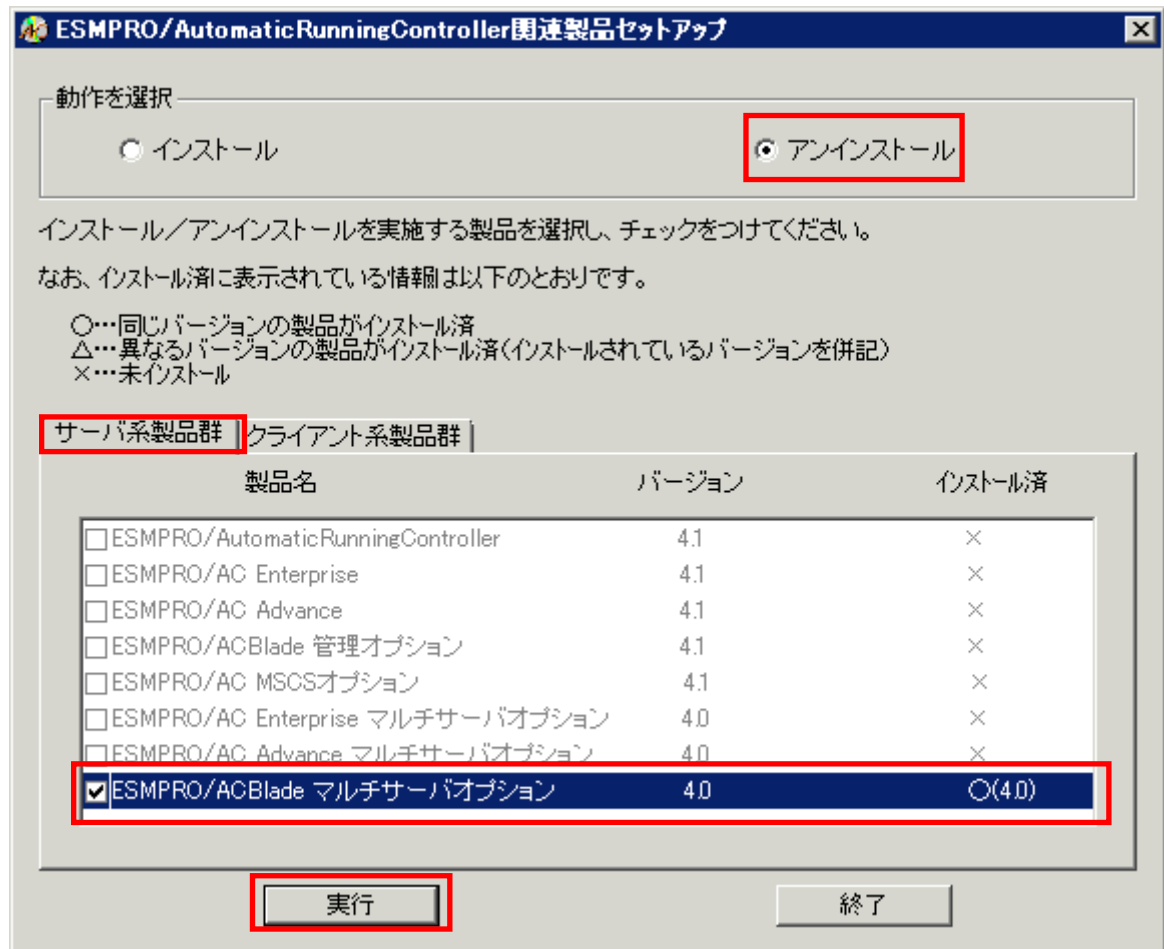 ESMPRO/AutomaticRunningController関連製品セットアップ
動作を選択
インストール
アンインストール
インストール／アンインストールを実施する製品を選択し、チェックをつけてください。
なお、インストール済に表示されている情報は以下のとおりです。
○…同じバージョンの製品がインストール済
△…異なるバージョンの製品がインストール済(インストールされているバージョンを併記)
×…未インストール
サーバ系製品群 クライアント系製品群
製品名 バージョン インストール済
ESMPRO/AutomaticRunningController 4.1 ×
ESMPRO/AC Enterprise 4.1 ×
ESMPRO/AC Advance 4.1 ×
ESMPRO/ACBlade 管理オプション 4.1 ×
ESMPRO/AC MSCSオプション 4.1 ×
ESMPRO/AC Enterprise マルチサーバオプション 4.0 ×
ESMPRO/AC Advance マルチサーバオプション 4.0 ×
ESMPRO/ACBlade マルチサーバオプション 4.0 ○(4.0)
実行
終了